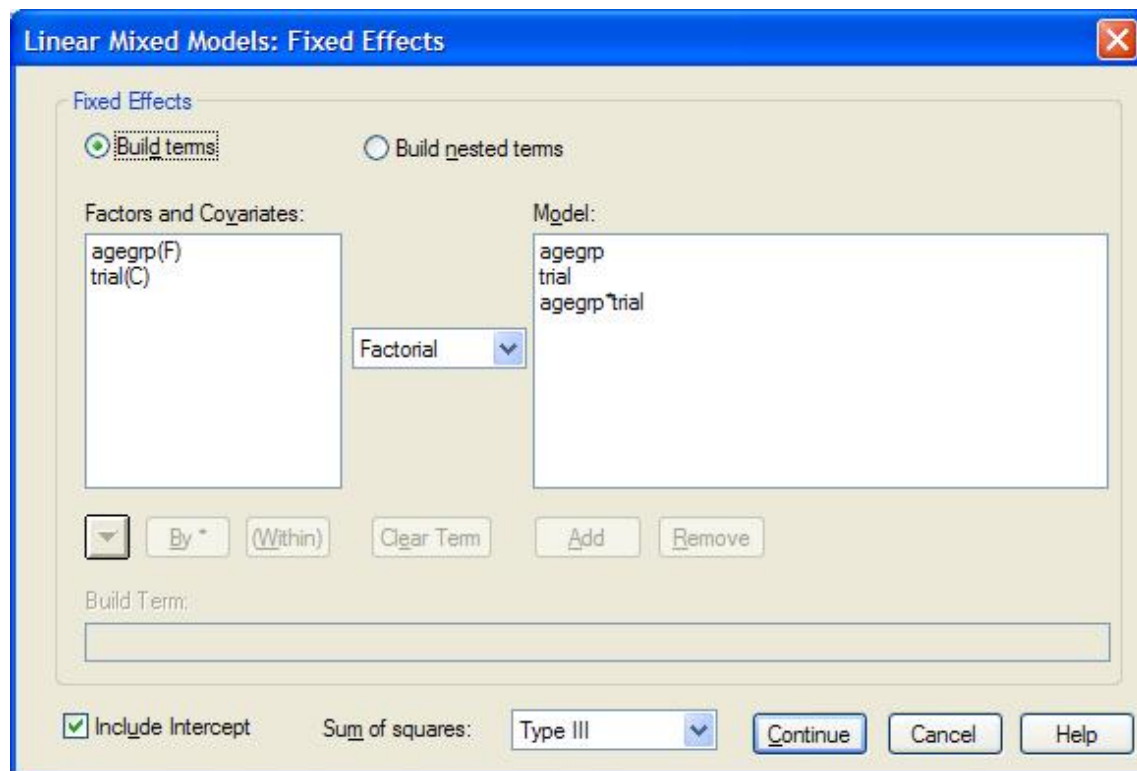 Linear Mixed Models: Fixed Effects
Fixed Effects
Build terms
Build nested terms
Factors and Covariates:
Model:
agegrp(F)
trial(C)
agegrp
trial
agegrp*trial
Factorial
By *
(Within)
Clear Term
Add
Remove
Build Term:
Include Intercept
Sum of squares:
Type III
Continue
Cancel
Help